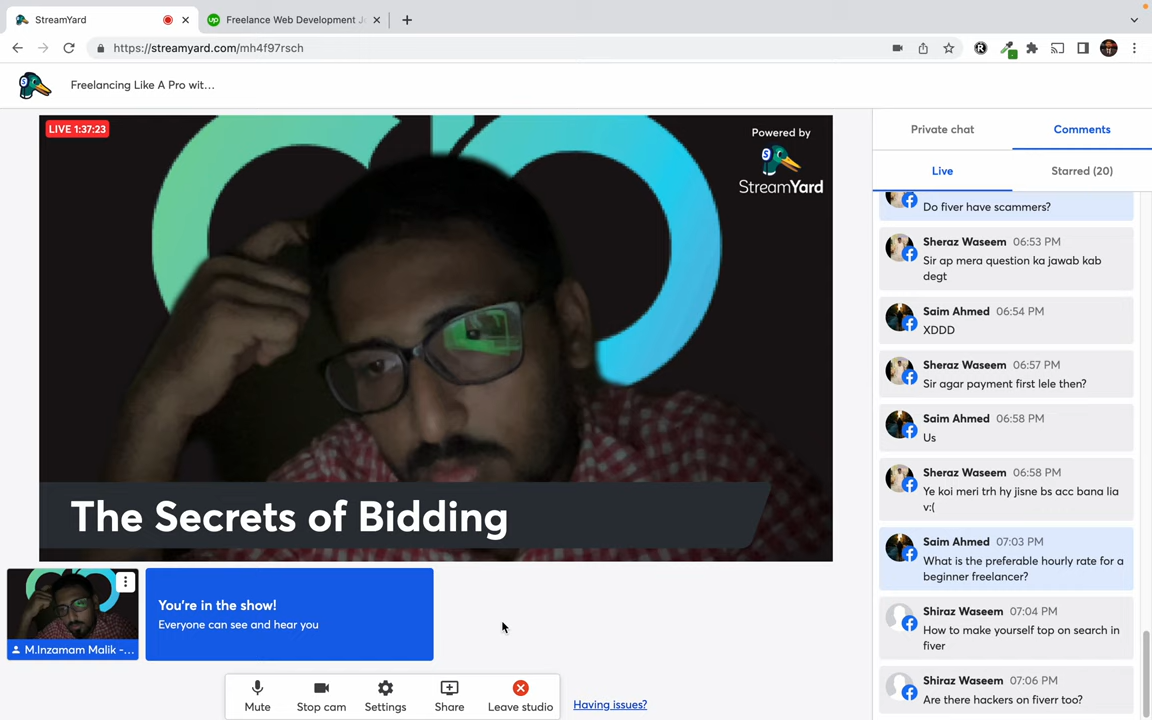 StreamYard
Freelance Web Development J
https://streamyard.com/mh4f97rsch
Freelancing Like A Pro wit...
LIVE 1:37:23
Powered by
StreamYard
The Secrets of Bidding
M.Inzamam Malik -...
You're in the show!
Everyone can see and hear you
Mute
Stop cam
Settings
Share
Leave studio
Having issues?
Private chat
Comments
Live
Starred (20)
Do fiver have scammers?
Sheraz Waseem 06:53 PM
Sir ap mera question ka jawab kab
degt
Saim Ahmed 06:54 PM
XDDD
Sheraz Waseem 06:57 PM
Sir agar payment first lele then?
Saim Ahmed 06:58 PM
Us
Sheraz Waseem 06:58 PM
Ye koi meri trh hy jisne bs acc bana lia
v:(
Saim Ahmed 07:03 PM
What is the preferable hourly rate for a
beginner freelancer?
Shiraz Waseem 07:04 PM
How to make yourself top on search in
fiver
Shiraz Waseem 07:06 PM
Are there hackers on fiverr too?